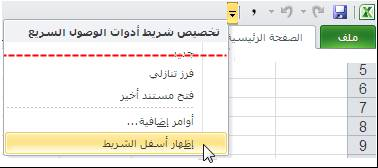 ملف
الصفحة الرئيسية
تخصيص شريط أدوات الوصول السريع
جديد
فرز تنازلي
فتح مستند أخير
أوامر إضافية...
إظهار أسفل الشريط
5
6
7
8
9